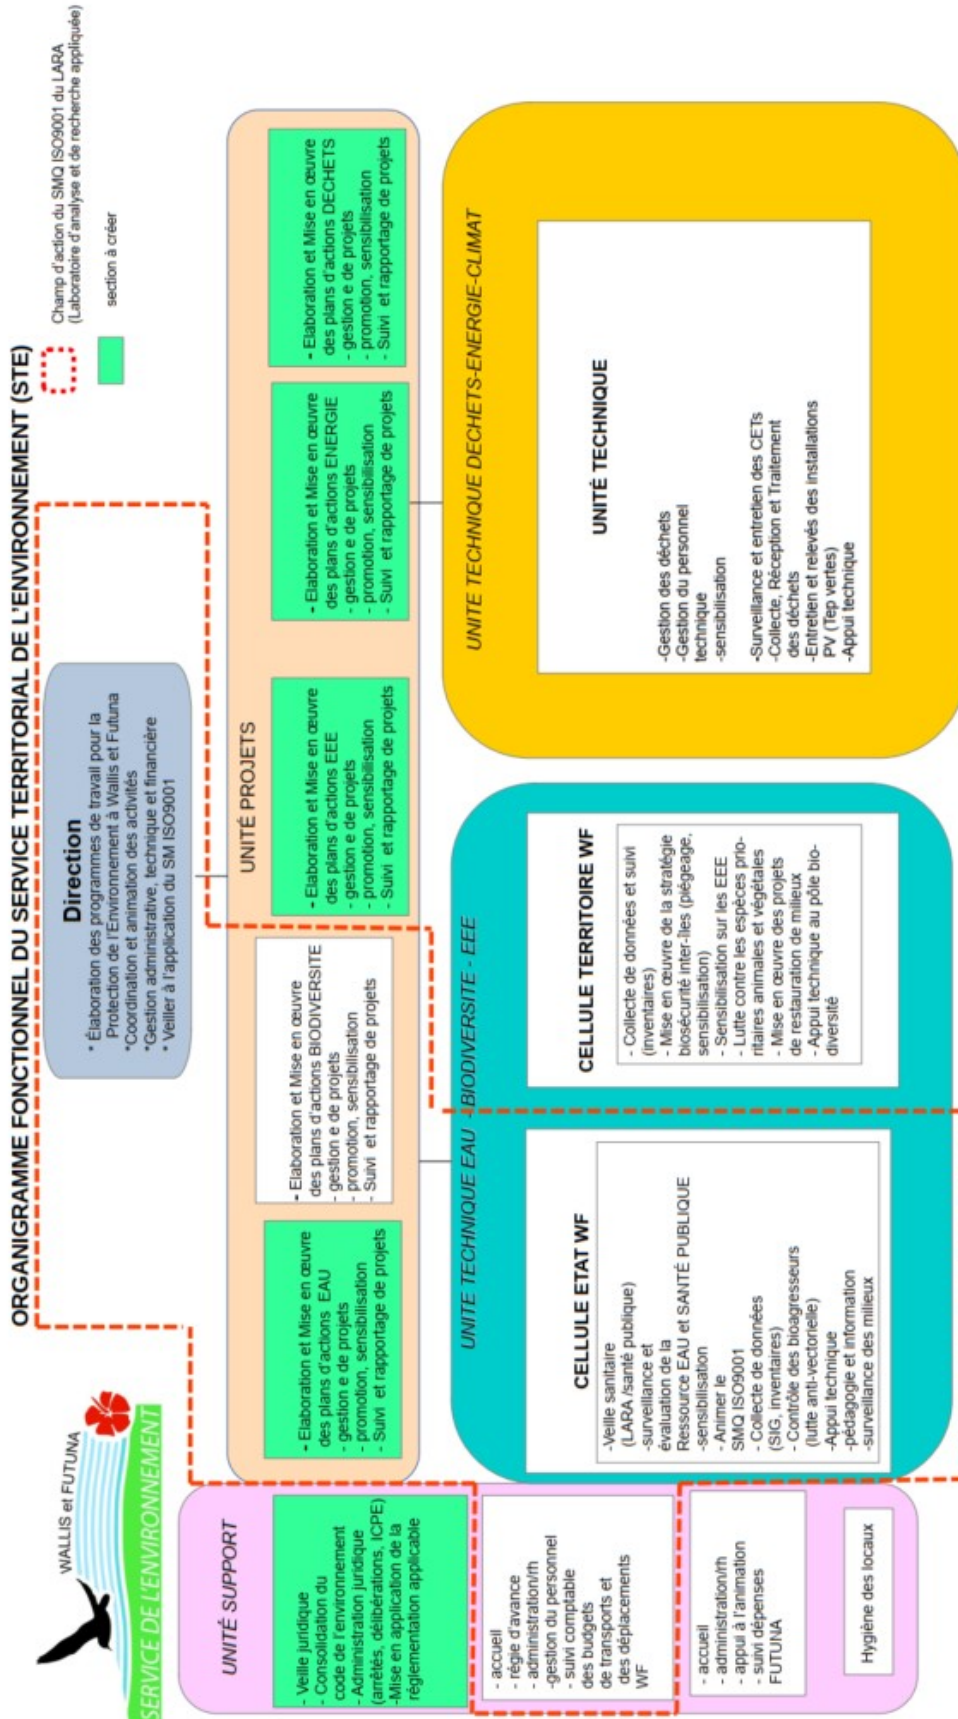 ORGANIGRAMME FONCTIONNEL DU SERVICE TERRITORIAL DE L'ENVIRONNEMENT (STE)
WALLIS et FUTUNA
SERVICE DE L'ENVIRONNEMENT
Champ d'action du SMQ ISO9001 du LARA
(Laboratoire d'analyse et de recherche appliquée)
section à créer
Direction
* Élaboration des programmes de travail pour la
Protection de l'Environnement à Wallis et Futuna
*Coordination et animation des activités
*Gestion administrative, technique et financière
* Veiller à l'application du SM ISO9001
UNITÉ SUPPORT
- Veille juridique
- Consolidation du
code de l'environnement
- Administration juridique
(arrêtés, délibérations, ICPE)
-Mise en application de la
réglementation applicable
- accueil
- régie d'avance
- administration/rh
-gestion du personnel
- suivi comptable
des budgets
de transports et
des déplacements
WF
- accueil
- administration/rh
- appui à l'animation
- suivi dépenses
FUTUNA
Hygiène des locaux
UNITÉ PROJETS
- Elaboration et Mise en œuvre
des plans d'actions EAU
- gestion e de projets
- promotion, sensibilisation
- Suivi et rapportage de projets
- Elaboration et Mise en œuvre
des plans d'actions BIODIVERSITE
- gestion e de projets
- promotion, sensibilisation
- Suivi et rapportage de projets
- Elaboration et Mise en œuvre
des plans d'actions EEE
- gestion e de projets
- promotion, sensibilisation
- Suivi et rapportage de projets
- Elaboration et Mise en œuvre
des plans d'actions ENERGIE
- gestion e de projets
- promotion, sensibilisation
- Suivi et rapportage de projets
- Elaboration et Mise en œuvre
des plans d'actions DECHETS
- gestion e de projets
- promotion, sensibilisation
- Suivi et rapportage de projets
UNITE TECHNIQUE EAU - BIODIVERSITE - EEE
CELLULE ETAT WF
-Veille sanitaire
(LARA /santé publique)
-surveillance et
évaluation de la
Ressource EAU et SANTÉ PUBLIQUE
-sensibilisation
- Animer le
SMQ ISO9001
- Collecte de données
(SIG, inventaires)
- Contrôle des bioagresseurs
(lutte anti-vectorielle)
-Appui technique
-pédagogie et information
-surveillance des milieux
CELLULE TERRITOIRE WF
- Collecte de données et suivi
(inventaires)
- Mise en œuvre de la stratégie
biosécurité inter-îles (piégeage,
sensibilisation)
- Sensibilisation sur les EEE
- Lutte contre les espèces prio-
ritaires animales et végétales
- Mise en œuvre des projets
de restauration de milieux
- Appui technique au pôle bio-
diversité
UNITE TECHNIQUE DECHETS-ENERGIE-CLIMAT
UNITÉ TECHNIQUE
-Gestion des déchets
-Gestion du personnel
technique
-sensibilisation
-Surveillance et entretien des CETs
-Collecte, Réception et Traitement
des déchets
-Entretien et relevés des installations
PV (Tep vertes)
-Appui technique